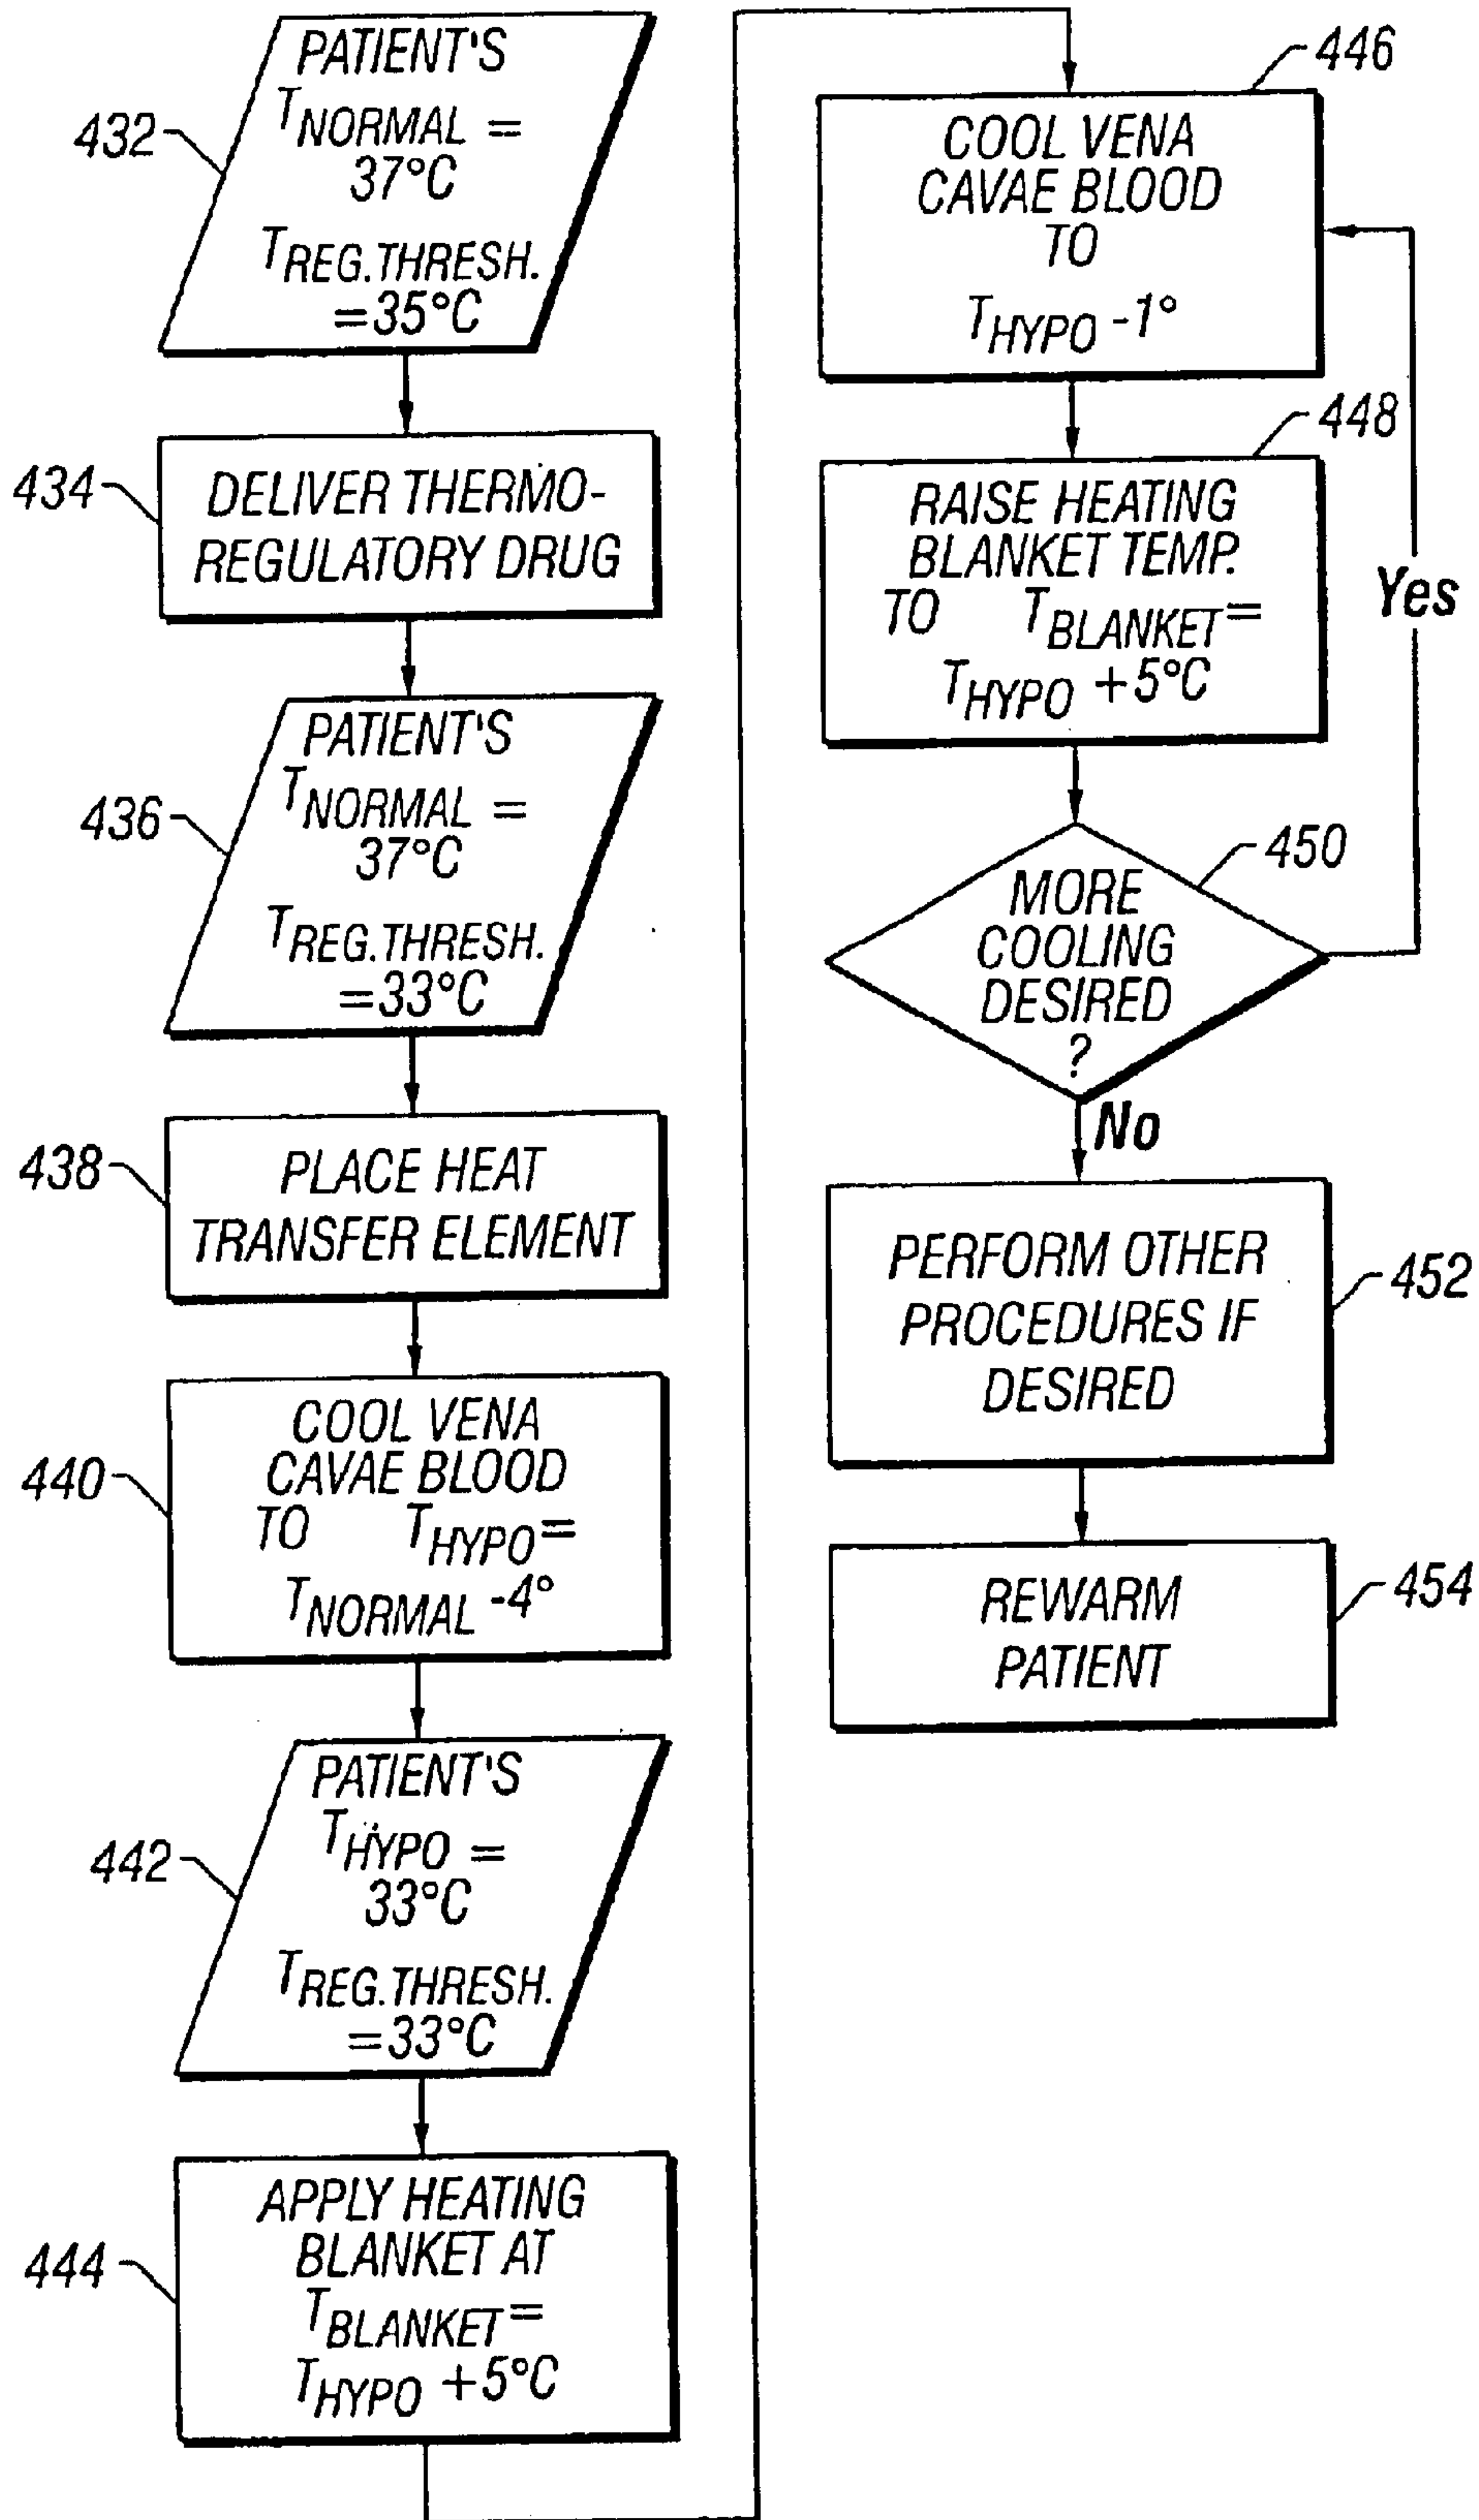 432
PATIENT'S
TNORMAL =
37°C
TREG.THRESH.
=35°C
434
DELIVER THERMO-
REGULATORY DRUG
436
PATIENT'S
TNORMAL =
37°C
TREG.THRESH.
=33°C
438
PLACE HEAT
TRANSFER ELEMENT
440
COOL VENA
CAVAE BLOOD
TO THYPO=
TNORMAL -4°
442
PATIENT'S
THYPO =
33°C
TREG.THRESH.
=33°C
444
APPLY HEATING
BLANKET AT
TBLANKET=
THYPO +5°C
446
COOL VENA
CAVAE BLOOD
TO
THYPO -1°
448
RAISE HEATING
BLANKET TEMP.
TO TBLANKET=
THYPO +5°C
Yes
450
MORE
COOLING
DESIRED
?
No
PERFORM OTHER
PROCEDURES IF
DESIRED
452
REWARM
PATIENT
454